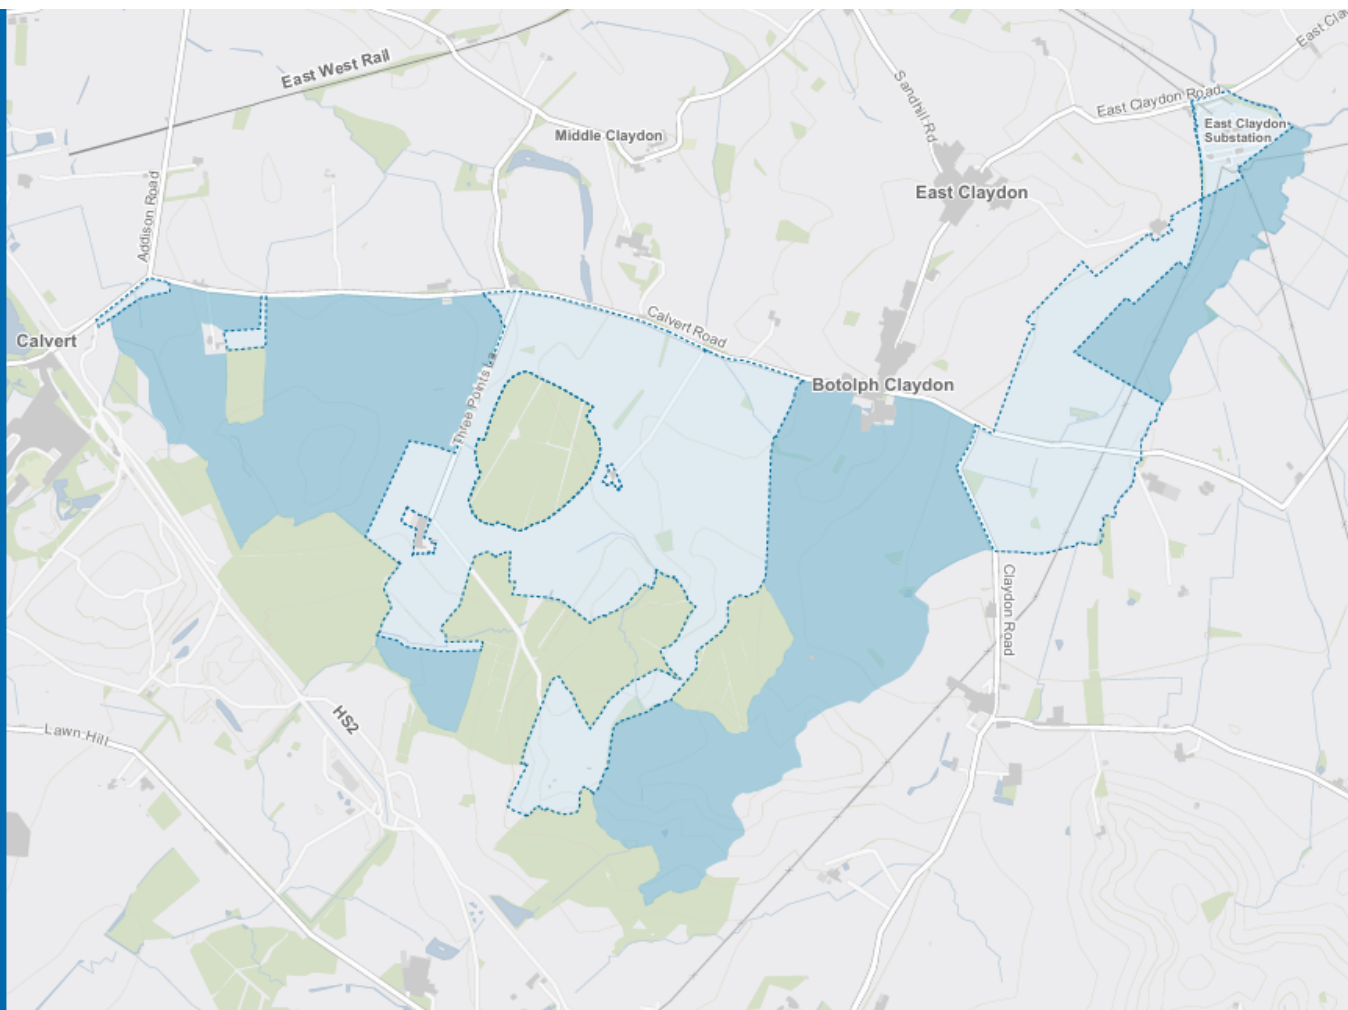 East Cla
East West Rail
Sandhill Rd
East Claydon Road
East Claydon
Substation
Middle Claydon
East Claydon
Addison Road
Calvert Road
Calvert
Three Points La
Botolph Claydon
Claydon Road
HS2
Lawn Hill